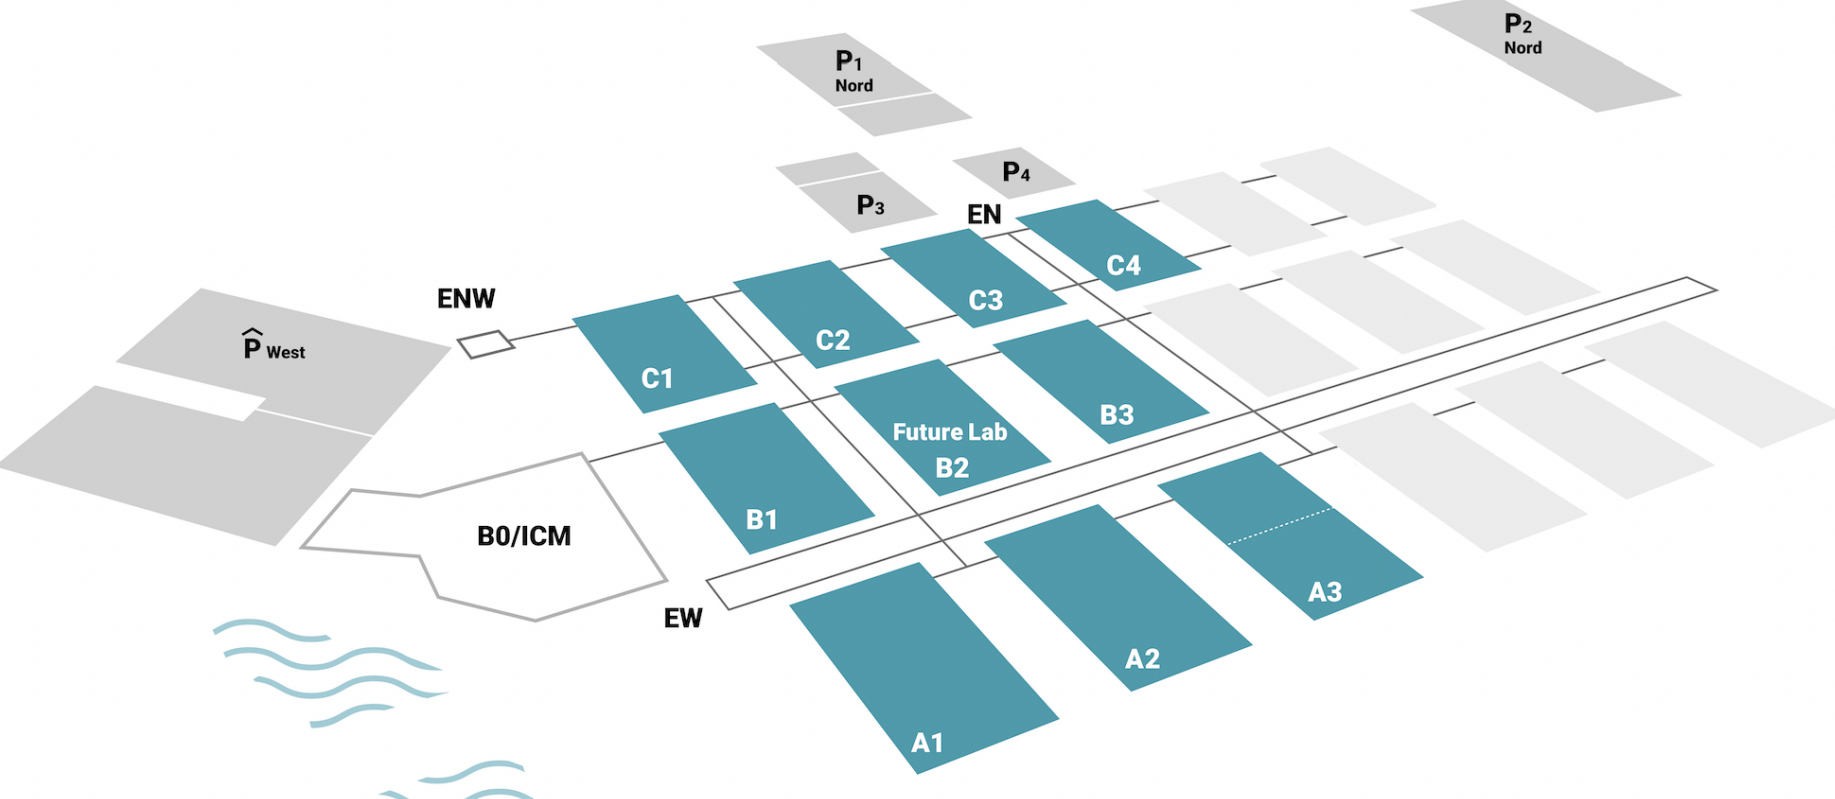 P2
Nord
P1
Nord
P4
P3
EN
C4
ENW
C3
C2
P West
C1
B3
Future Lab
B2
B1
B0/ICM
A3
EW
A2
A1